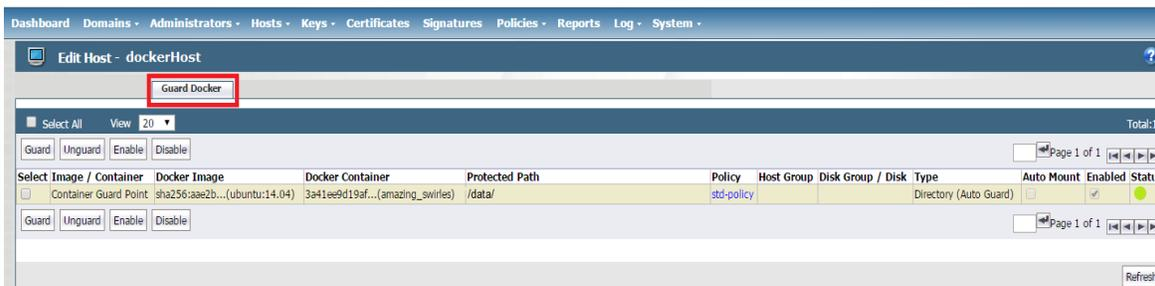 Dashboard Domains Administrators Hosts Keys Certificates Signatures Policies Reports Log System
Edit Host - dockerHost ?
Guard Docker
Select All View 20 Total:1
Guard Unguard Enable Disable Page 1 of 1
Select Image / Container Docker Image Docker Container Protected Path Policy Host Group Disk Group / Disk Type Auto Mount Enabled Statu
Container Guard Point sha256:aae2b...(ubuntu:14.04) 3a41ee9d19af...(amazing_swirles) /data/ std-policy Directory (Auto Guard)
Guard Unguard Enable Disable Page 1 of 1
Refresh